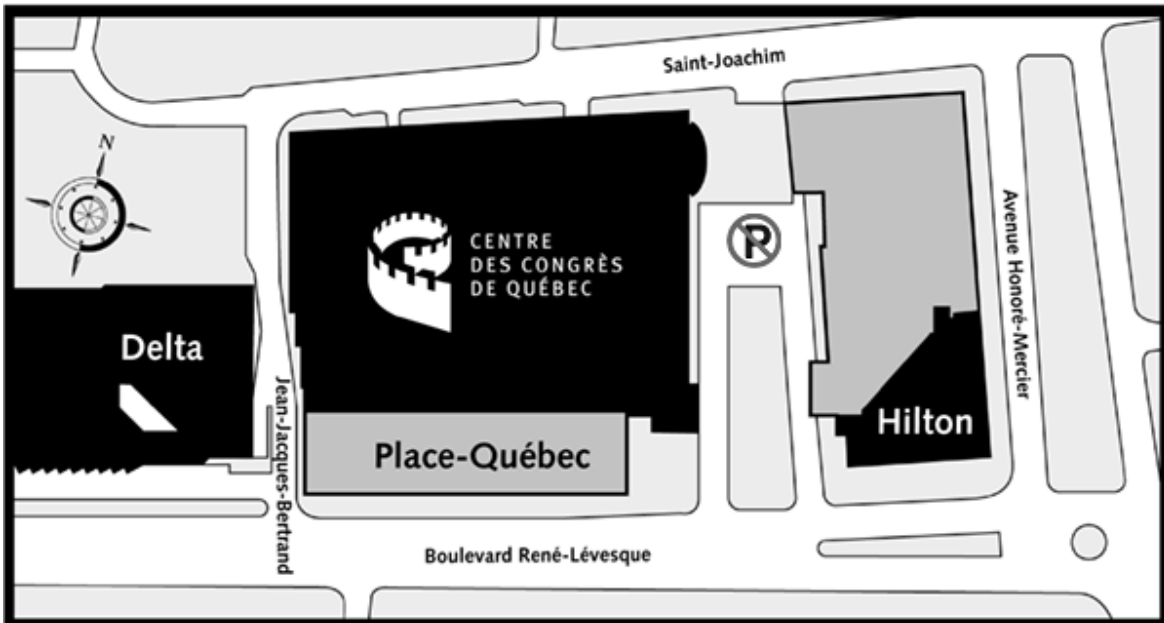 Saint-Joachim
N
Avenue Honoré-Mercier
P
CENTRE
DES CONGRÈS
DE QUÉBEC
Delta
Jean-Jacques-Bertrand
Hilton
Place-Québec
Boulevard René-Lévesque